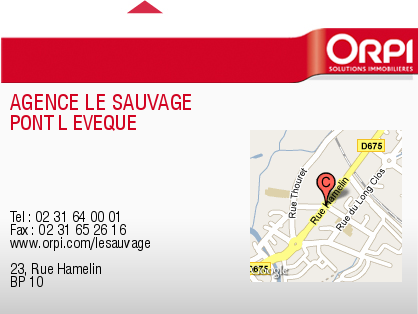 ORPI
SOLUTIONS IMMOBILIÈRES
AGENCE LE SAUVAGE
PONT L EVEQUE
Tel : 02 31 64 00 01
Fax : 02 31 65 26 16
www.orpi.com/lesauvage
23, Rue Hamelin
BP 10
D675
C
Rue Thouret
Rue Hamelin
Rue du Long Clos
D675
Google